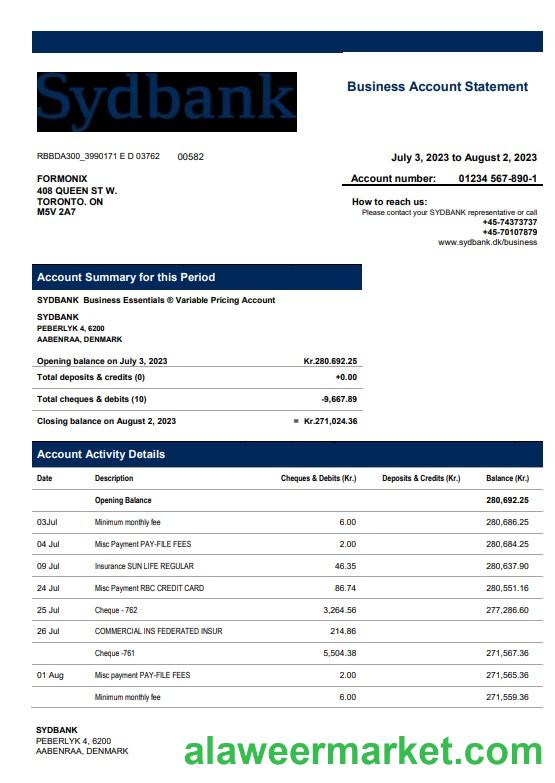 Sydbank
Business Account Statement
RBBDA300_3990171 E D 03762 00582
July 3, 2023 to August 2, 2023
FORMONIX
408 QUEEN ST W.
TORONTO. ON
M5V 2A7
Account number: 01234 567-890-1
How to reach us:
Please contact your SYDBANK representive or call
+45-74373737
+45-70107879
www.sydbank.dk/business
Account Summary for this Period
SYDBANK Business Essentials ® Variable Pricing Account
SYDBANK
PEBERLYK 4, 6200
AABENRAA, DENMARK
Opening balance on July 3, 2023 Kr.280.692.25
Total deposits & credits (0) +0.00
Total cheques & debits (10) -9,667.89
Closing balance on August 2, 2023 = Kr.271,024.36
Account Activity Details
Date Description Cheques & Debits (Kr.) Deposits & Credits (Kr.) Balance (Kr.)
Opening Balance 280,692.25
03Jul Minimum monthly fee 6.00 280,686.25
04 Jul Misc Payment PAY-FILE FEES 2.00 280,684.25
09 Jul Insurance SUN LIFE REGULAR 46.35 280,637.90
24 Jul Misc Payment RBC CREDIT CARD 86.74 280,551.16
25 Jul Cheque - 762 3,264.56 277,286.60
26 Jul COMMERCIAL INS FEDERATED INSUR 214.86
Cheque -761 5,504.38 271,567.36
01 Aug Misc payment PAY-FILE FEES 2.00 271,565.36
Minimum monthly fee 6.00 271,559.36
SYDBANK
PEBERLYK 4, 6200
AABENRAA, DENMARK
alaweermarket.com